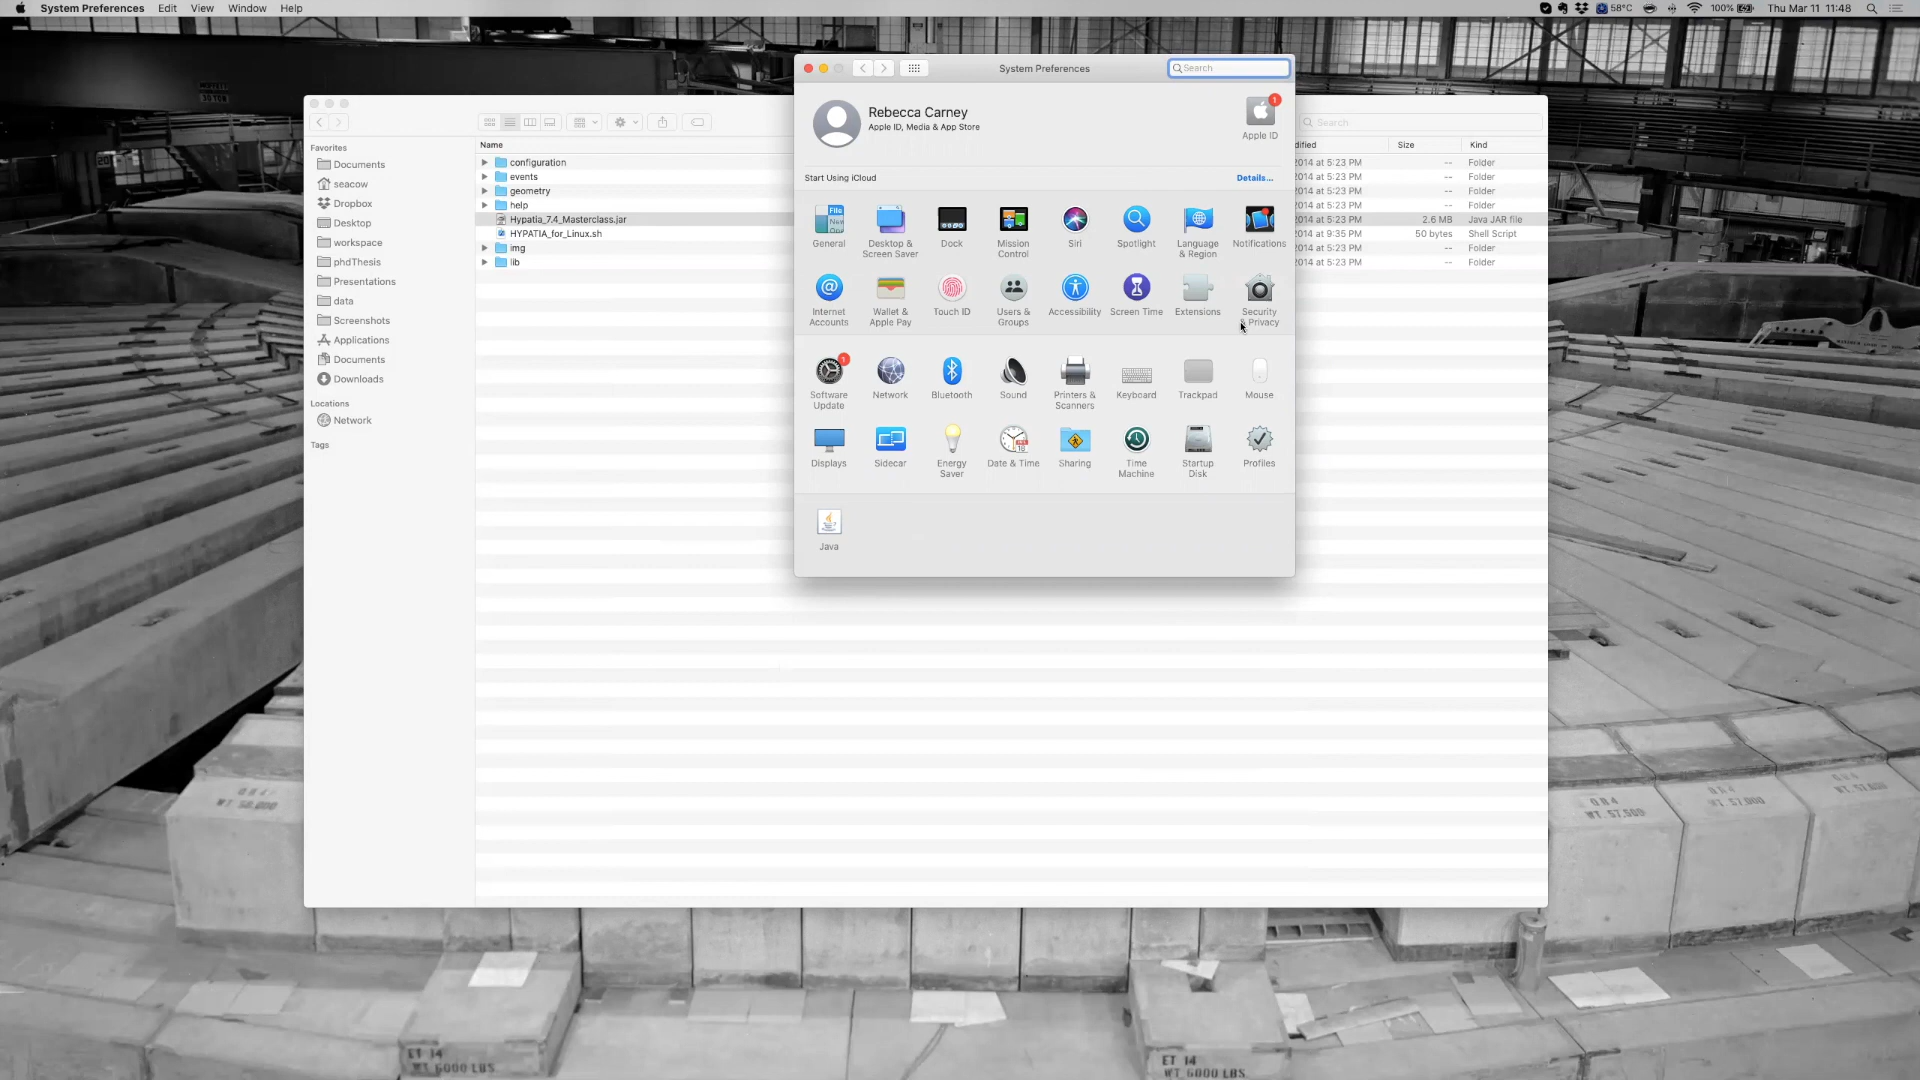 System Preferences Edit View Window Help
58°C 100% Thu Mar 11 11:48
System Preferences
Search
Rebecca Carney
Apple ID, Media & App Store
1
Apple ID
Start Using iCloud
Details...
General
Desktop &
Screen Saver
Dock
Mission
Control
Siri
Spotlight
Language
& Region
Notifications
Internet
Accounts
Wallet &
Apple Pay
Touch ID
Users &
Groups
Accessibility
Screen Time
Extensions
Security
& Privacy
1
Software
Update
Network
Bluetooth
Sound
Printers &
Scanners
Keyboard
Trackpad
Mouse
Displays
Sidecar
Energy
Saver
Date & Time
Sharing
Time
Machine
Startup
Disk
Profiles
Java
Favorites
Documents
seacow
Dropbox
Desktop
workspace
phdThesis
Presentations
data
Screenshots
Applications
Documents
Downloads
Locations
Network
Tags
Search
Name dified Size Kind
configuration 2014 at 5:23 PM -- Folder
events 2014 at 5:23 PM -- Folder
geometry 2014 at 5:23 PM -- Folder
help 2014 at 5:23 PM -- Folder
Hypatia_7.4_Masterclass.jar 2014 at 5:23 PM 2.6 MB Java JAR file
HYPATIA_for_Linux.sh 2014 at 9:35 PM 50 bytes Shell Script
img 2014 at 5:23 PM -- Folder
lib 2014 at 5:23 PM -- Folder
ET 14
WT 6000 LBS
ET 14
WT 6000 LBS.